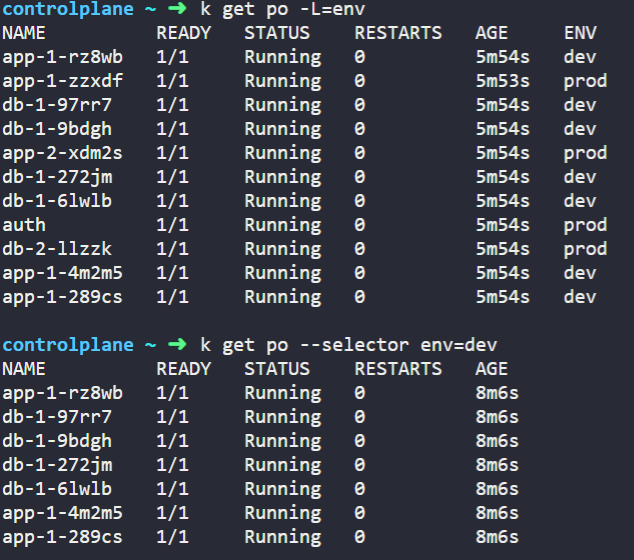 controlplane ~ ➜ k get po -L=env
NAME READY STATUS RESTARTS AGE ENV
app-1-rz8wb 1/1 Running 0 5m54s dev
app-1-zzxdf 1/1 Running 0 5m53s prod
db-1-97rr7 1/1 Running 0 5m54s dev
db-1-9bdgh 1/1 Running 0 5m54s dev
app-2-xdm2s 1/1 Running 0 5m54s prod
db-1-272jm 1/1 Running 0 5m54s dev
db-1-6lwlb 1/1 Running 0 5m54s dev
auth 1/1 Running 0 5m54s prod
db-2-llzzk 1/1 Running 0 5m54s prod
app-1-4m2m5 1/1 Running 0 5m54s dev
app-1-289cs 1/1 Running 0 5m54s dev
controlplane ~ ➜ k get po --selector env=dev
NAME READY STATUS RESTARTS AGE
app-1-rz8wb 1/1 Running 0 8m6s
db-1-97rr7 1/1 Running 0 8m6s
db-1-9bdgh 1/1 Running 0 8m6s
db-1-272jm 1/1 Running 0 8m6s
db-1-6lwlb 1/1 Running 0 8m6s
app-1-4m2m5 1/1 Running 0 8m6s
app-1-289cs 1/1 Running 0 8m6s